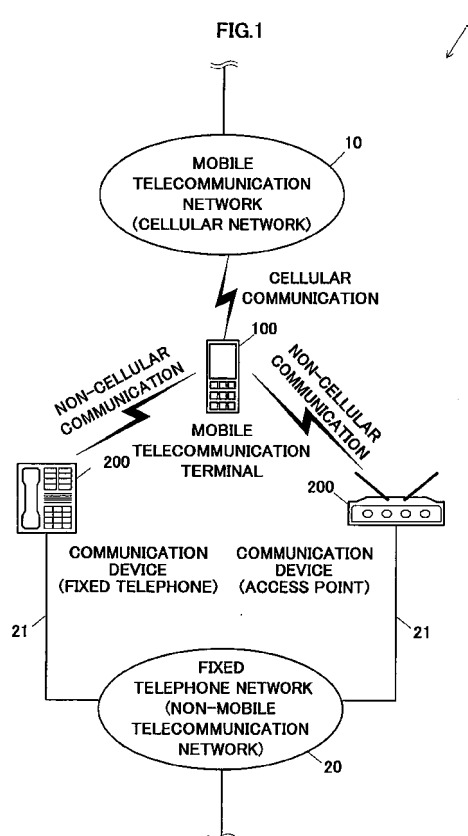 FIG.1
10
MOBILE
TELECOMMUNICATION
NETWORK
(CELLULAR NETWORK)
CELLULAR
COMMUNICATION
100
NON-CELLULAR
COMMUNICATION
NON-CELLULAR
COMMUNICATION
MOBILE
TELECOMMUNICATION
TERMINAL
200
200
COMMUNICATION
DEVICE
(FIXED TELEPHONE)
COMMUNICATION
DEVICE
(ACCESS POINT)
21
21
FIXED
TELEPHONE NETWORK
(NON-MOBILE
TELECOMMUNICATION
NETWORK)
20